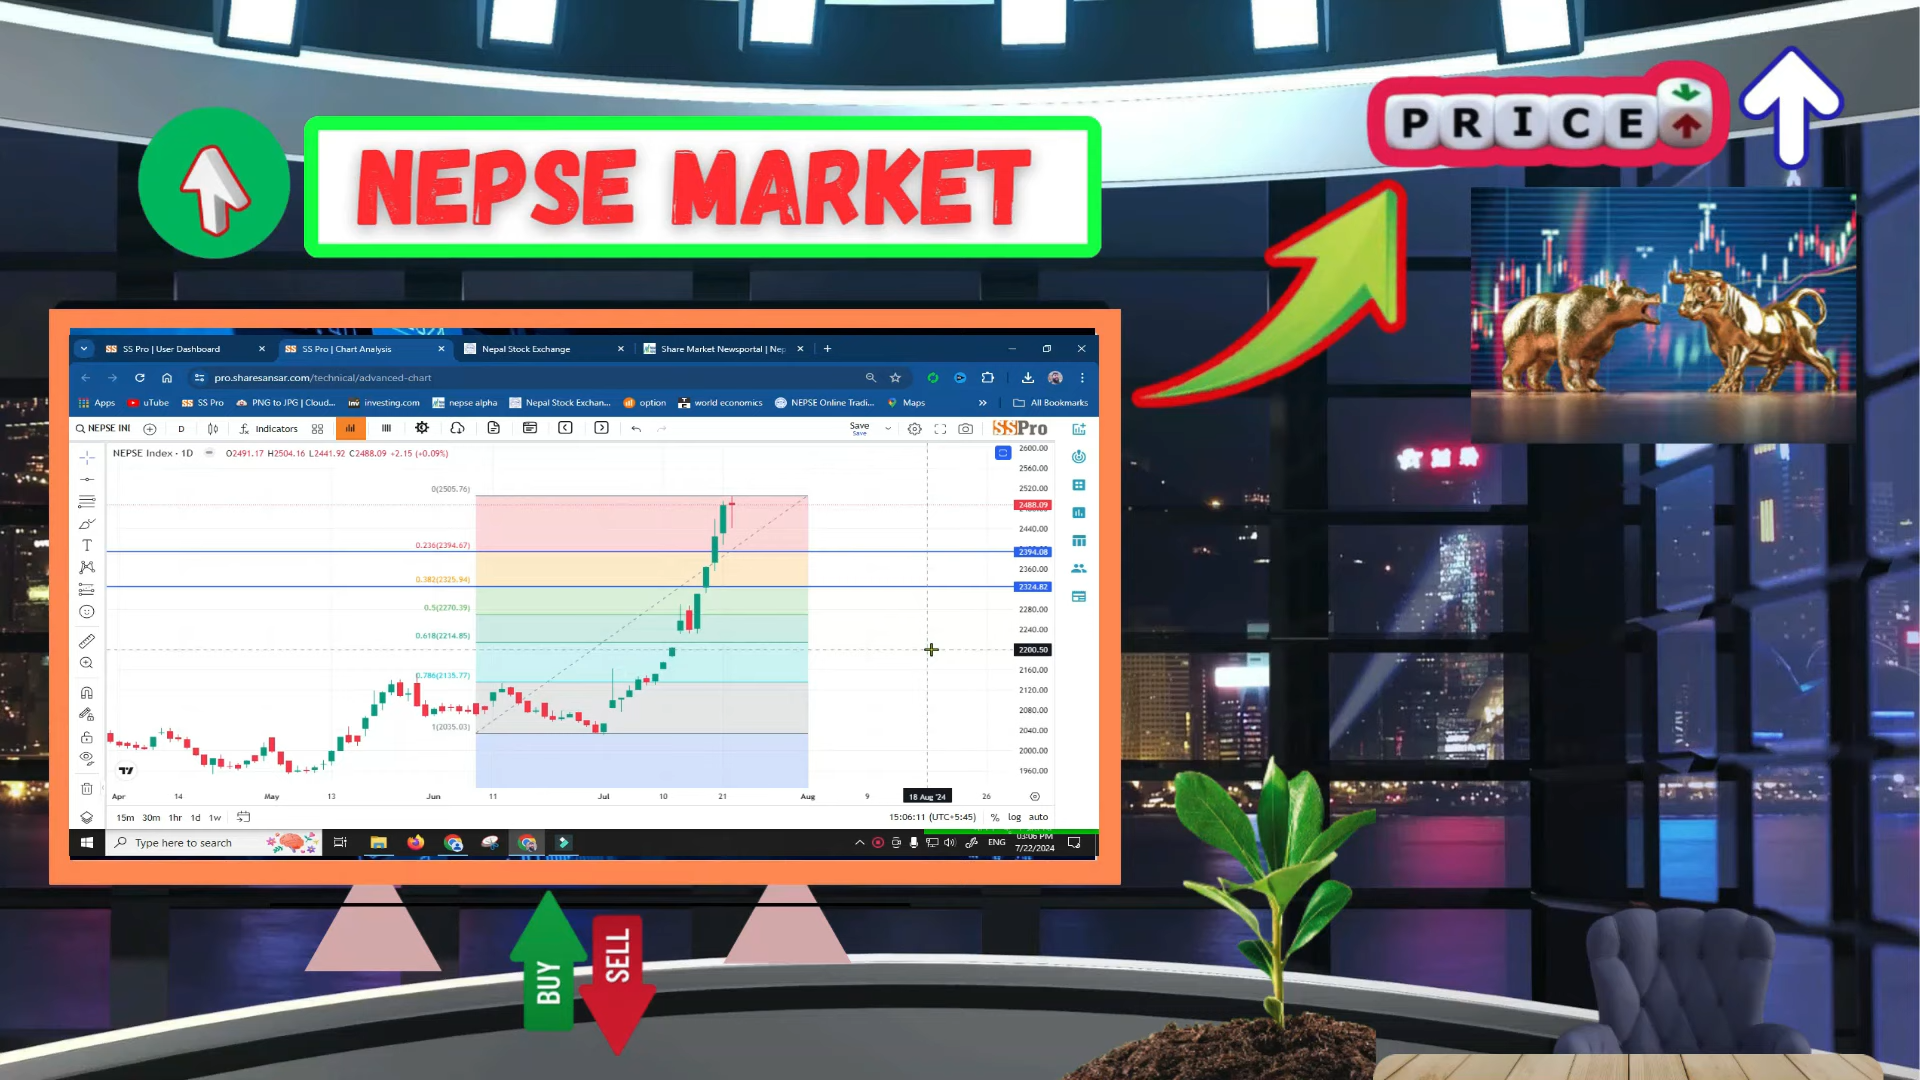 PRICE
NEPSE MARKET
SS Pro | User Dashboard
SS Pro | Chart Analysis
Nepal Stock Exchange
Share Market Newsportal | Nep
pro.sharesansar.com/technical/advanced-chart
Apps
uTube
SS Pro
PNG to JPG | Cloud...
investing.com
nepse alpha
Nepal Stock Exchan...
option
world economics
NEPSE Online Tradi...
Maps
All Bookmarks
NEPSE INI
D
Indicators
Save
Save
SSPro
NEPSE Index · 1D
O2491.17 H2504.16 L2441.92 C2488.09 +2.15 (+0.09%)
2600.00
2560.00
2520.00
2488.09
2440.00
2394.08
2360.00
2324.82
2280.00
2240.00
2200.50
2160.00
2120.00
2080.00
2040.00
2000.00
1960.00
0(2505.76)
0.236(2394.67)
0.382(2325.94)
0.5(2270.39)
0.618(2214.85)
0.786(2135.77)
1(2035.03)
Apr 14 May 13 Jun 11 Jul 10 21 Aug 9 18 Aug '24 26
15m 30m 1hr 1d 1w
15:06:11 (UTC+5:45) % log auto
Type here to search
ENG
03:06 PM
7/22/2024
BUY
SELL